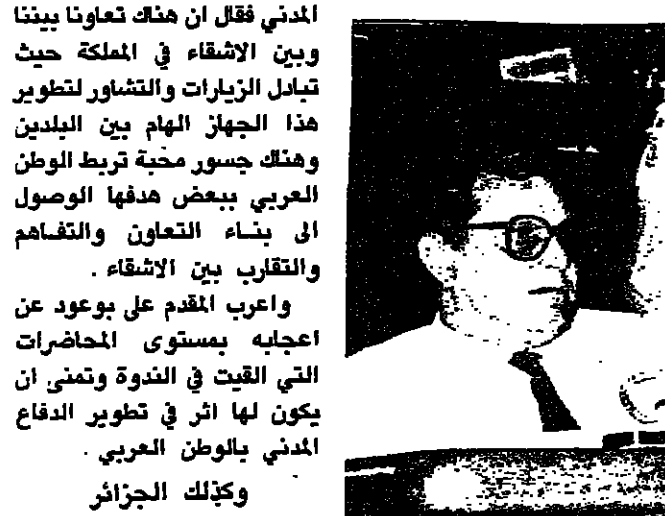 المدني فقال ان هناك تعاونا بيننا
وبين الاشقاء في المملكة حيث
تبادل الزيارات والتشاور لتطوير
هذا الجهاز الهام بين البلدين
وهناك جسور محبة تربط الوطن
العربي ببعض هدفها الوصول
الى بناء التعاون والتفاهم
والتقارب بين الاشقاء .
واعرب المقدم على بوعود عن
اعجابه بمستوى المحاضرات
التي القيت في الندوة وتمنى ان
يكون لها اثر في تطوير الدفاع
المدني بالوطن العربي .
وكذلك الجزائر